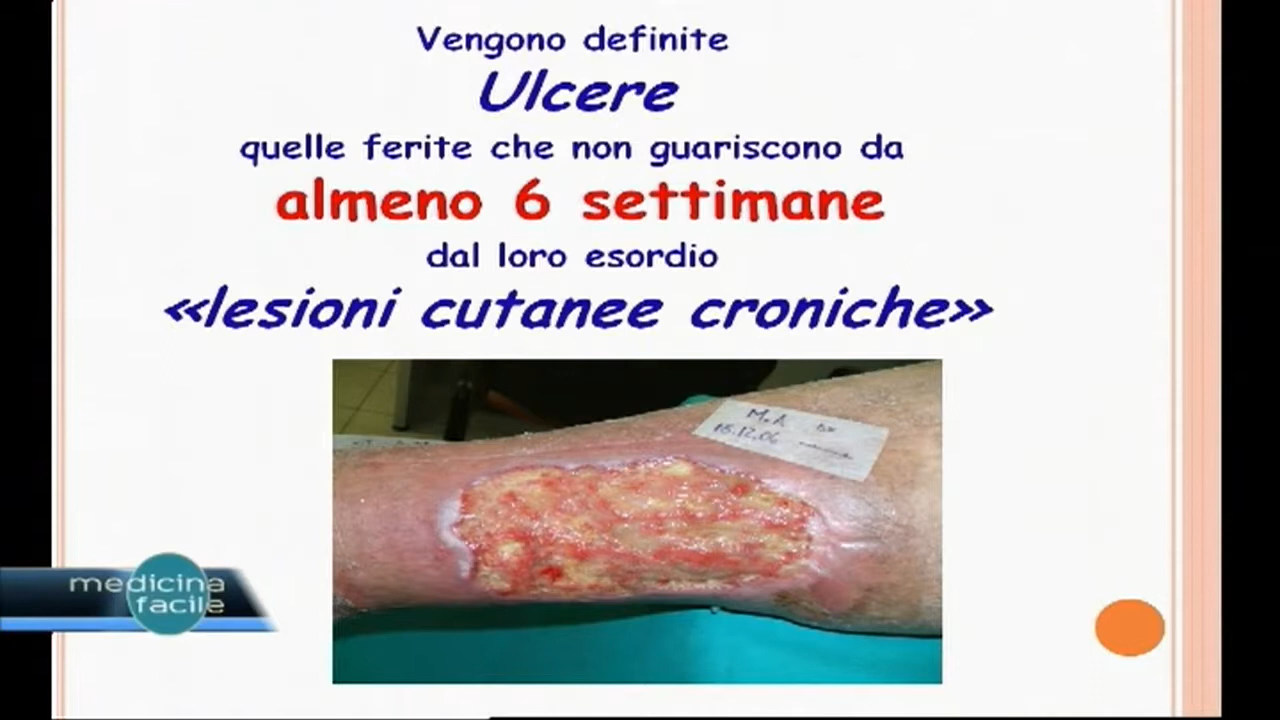 Vengono definite
Ulcere
quelle ferite che non guariscono da
almeno 6 settimane
dal loro esordio
«lesioni cutanee croniche»
M.A
medicina
facile